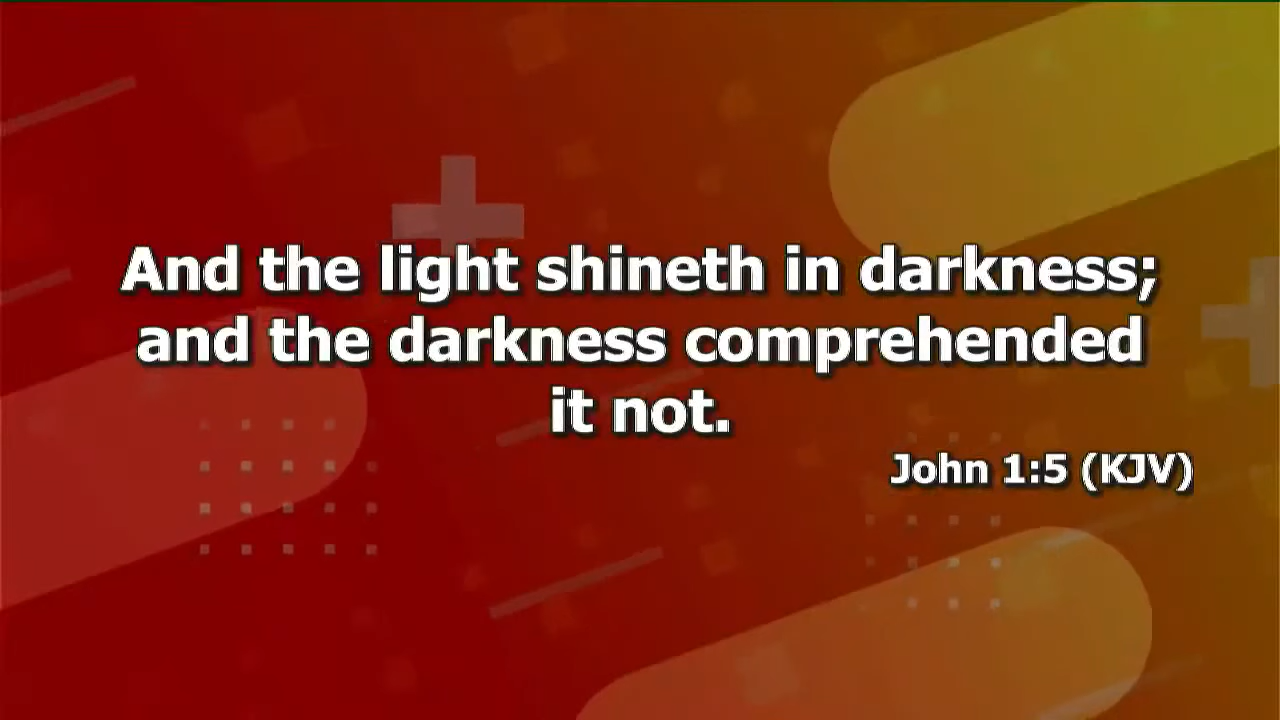 And the light shineth in darkness;
and the darkness comprehended
it not.
John 1:5 (KJV)